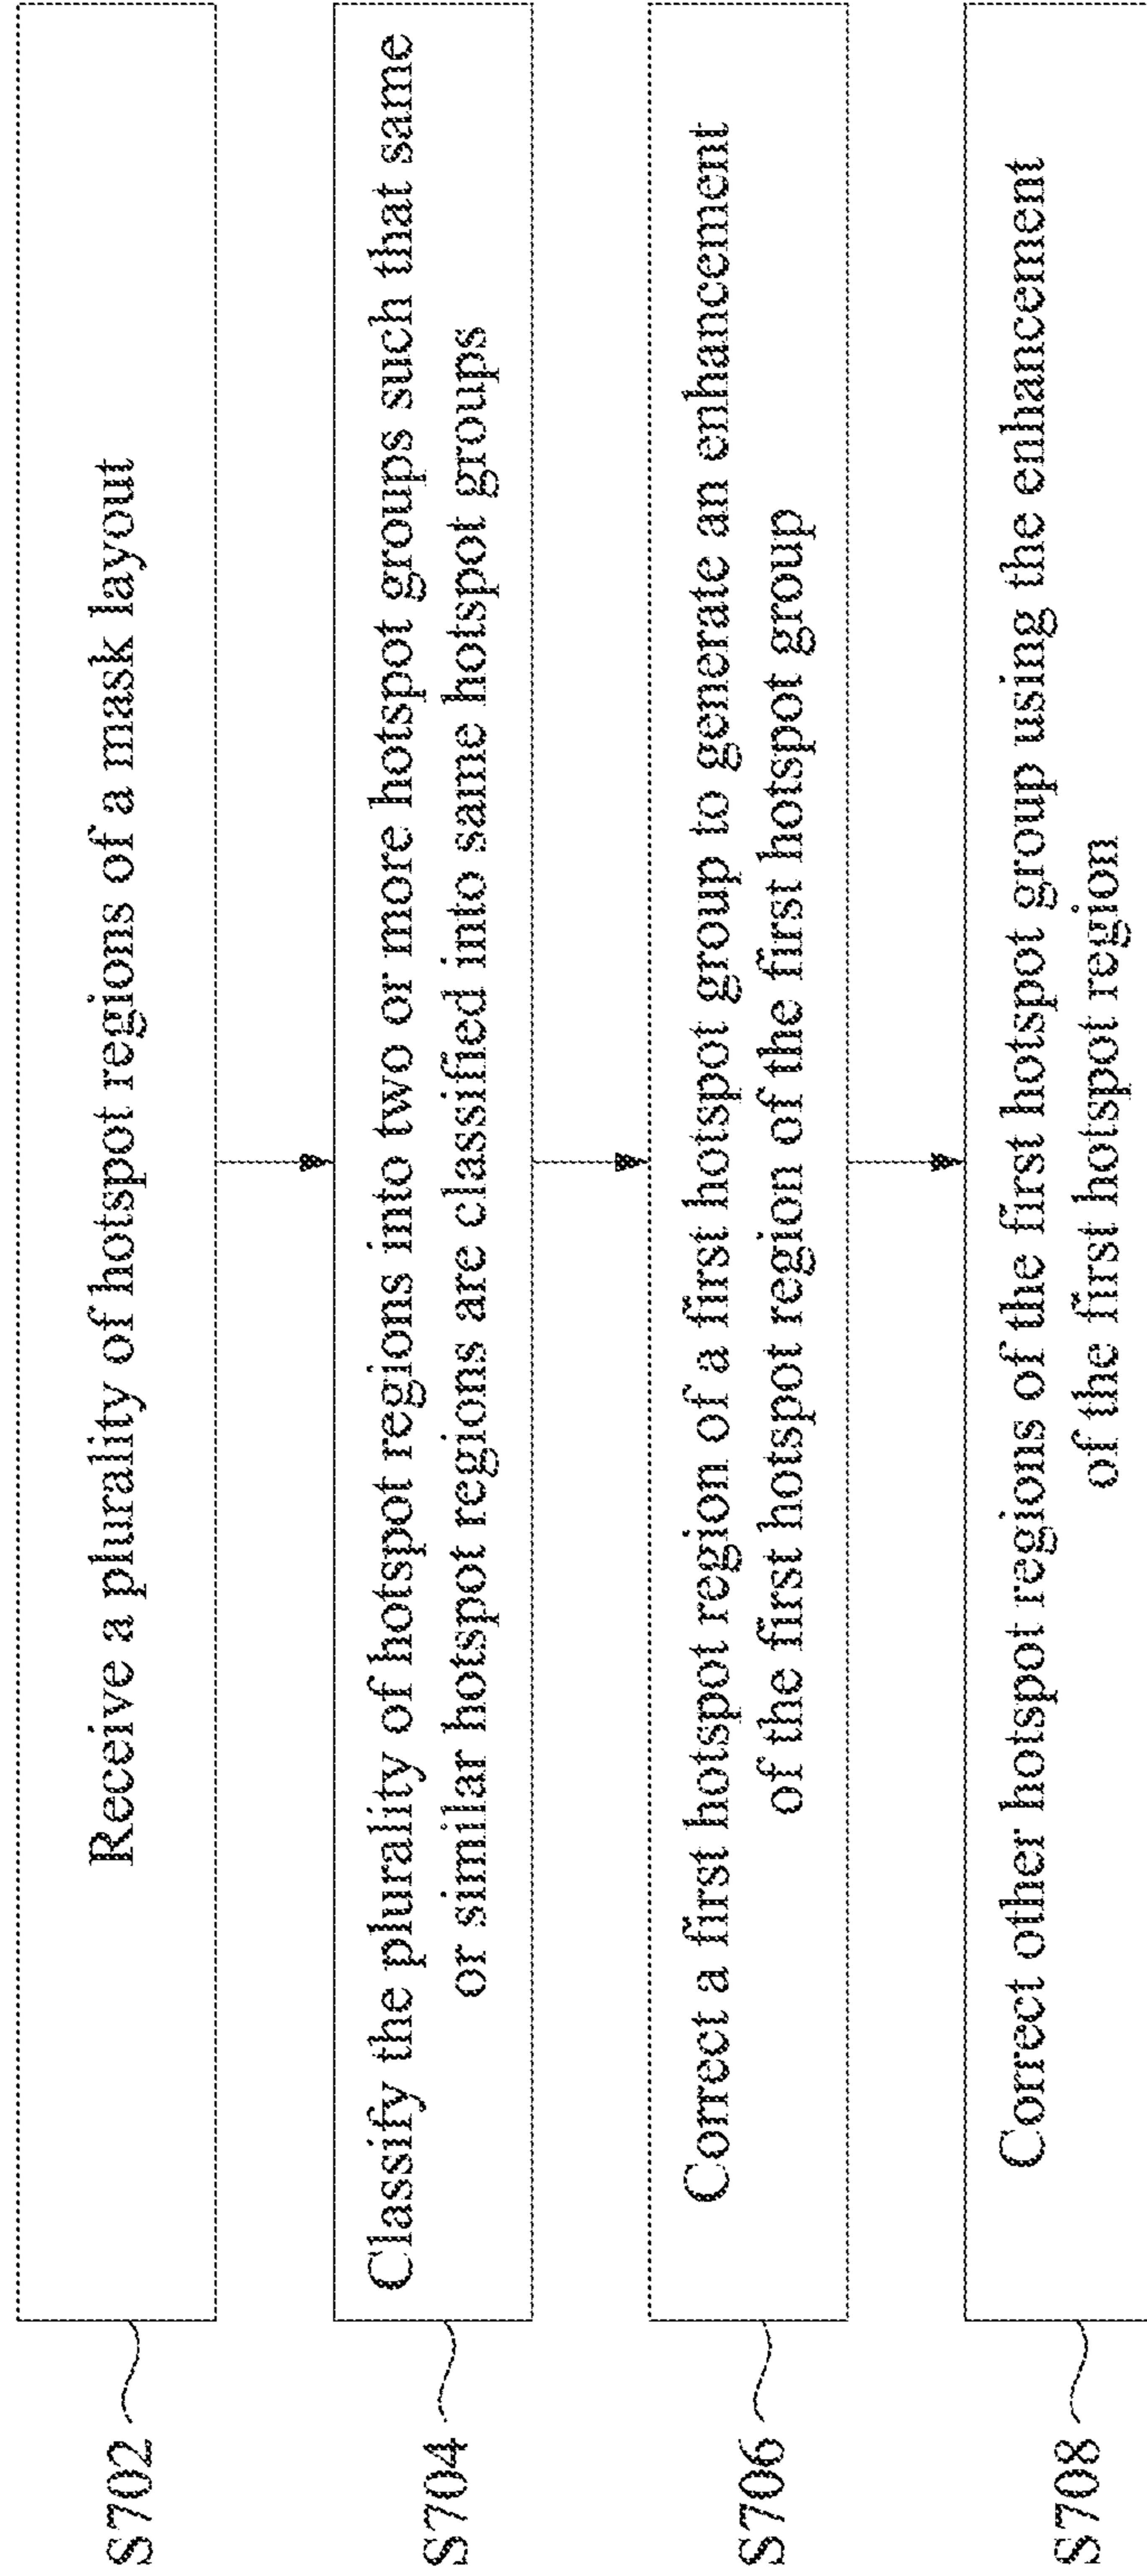 S702
Receive a plurality of hotspot regions of a mask layout
S704
Classify the plurality of hotspot regions into two or more hotspot groups such that same
or similar hotspot regions are classified into same hotspot groups
S706
Correct a first hotspot region of a first hotspot group to generate an enhancement
of the first hotspot region of the first hotspot group
S708
Correct other hotspot regions of the first hotspot group using the enhancement
of the first hotspot region